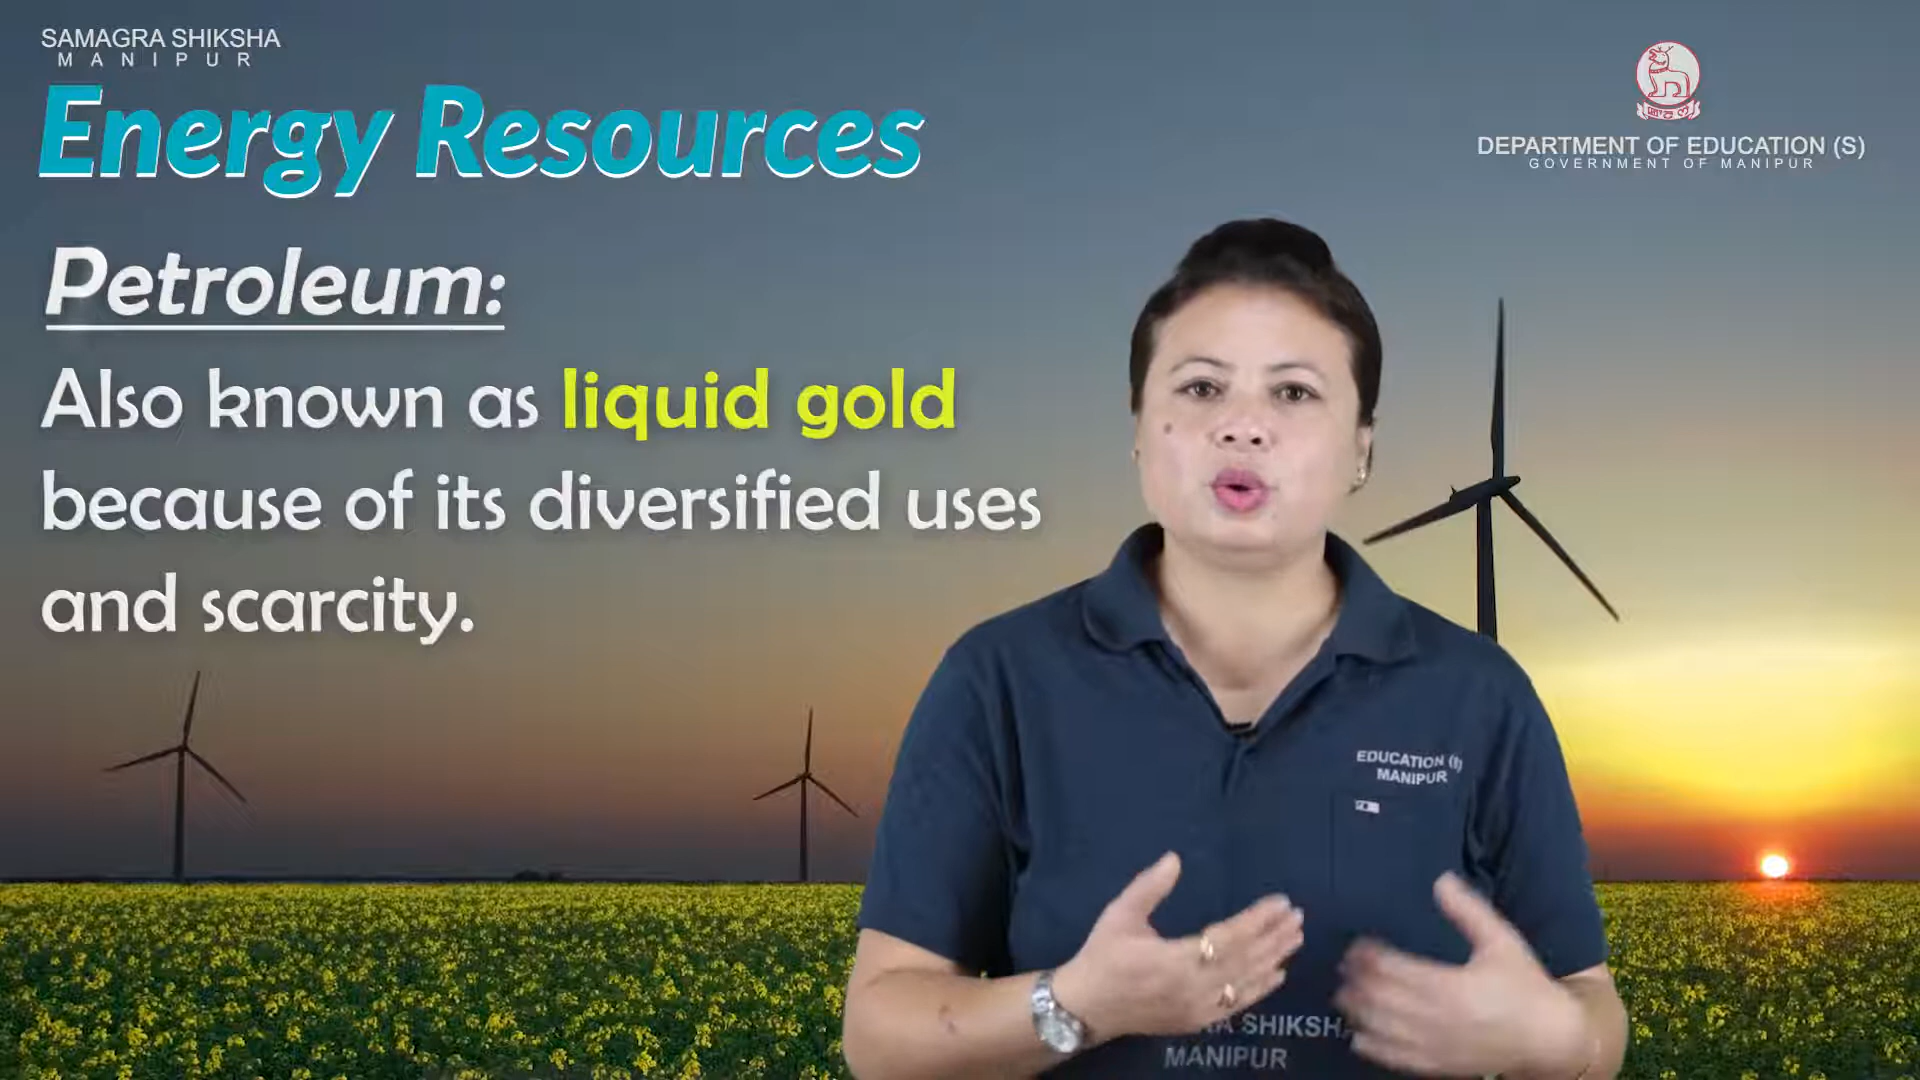 SAMAGRA SHIKSHA
MANIPUR
Energy Resources
DEPARTMENT OF EDUCATION (S)
GOVERNMENT OF MANIPUR
Petroleum:
Also known as liquid gold
because of its diversified uses
and scarcity.
EDUCATION (S)
MANIPUR
SHIKSHA
MANIPUR